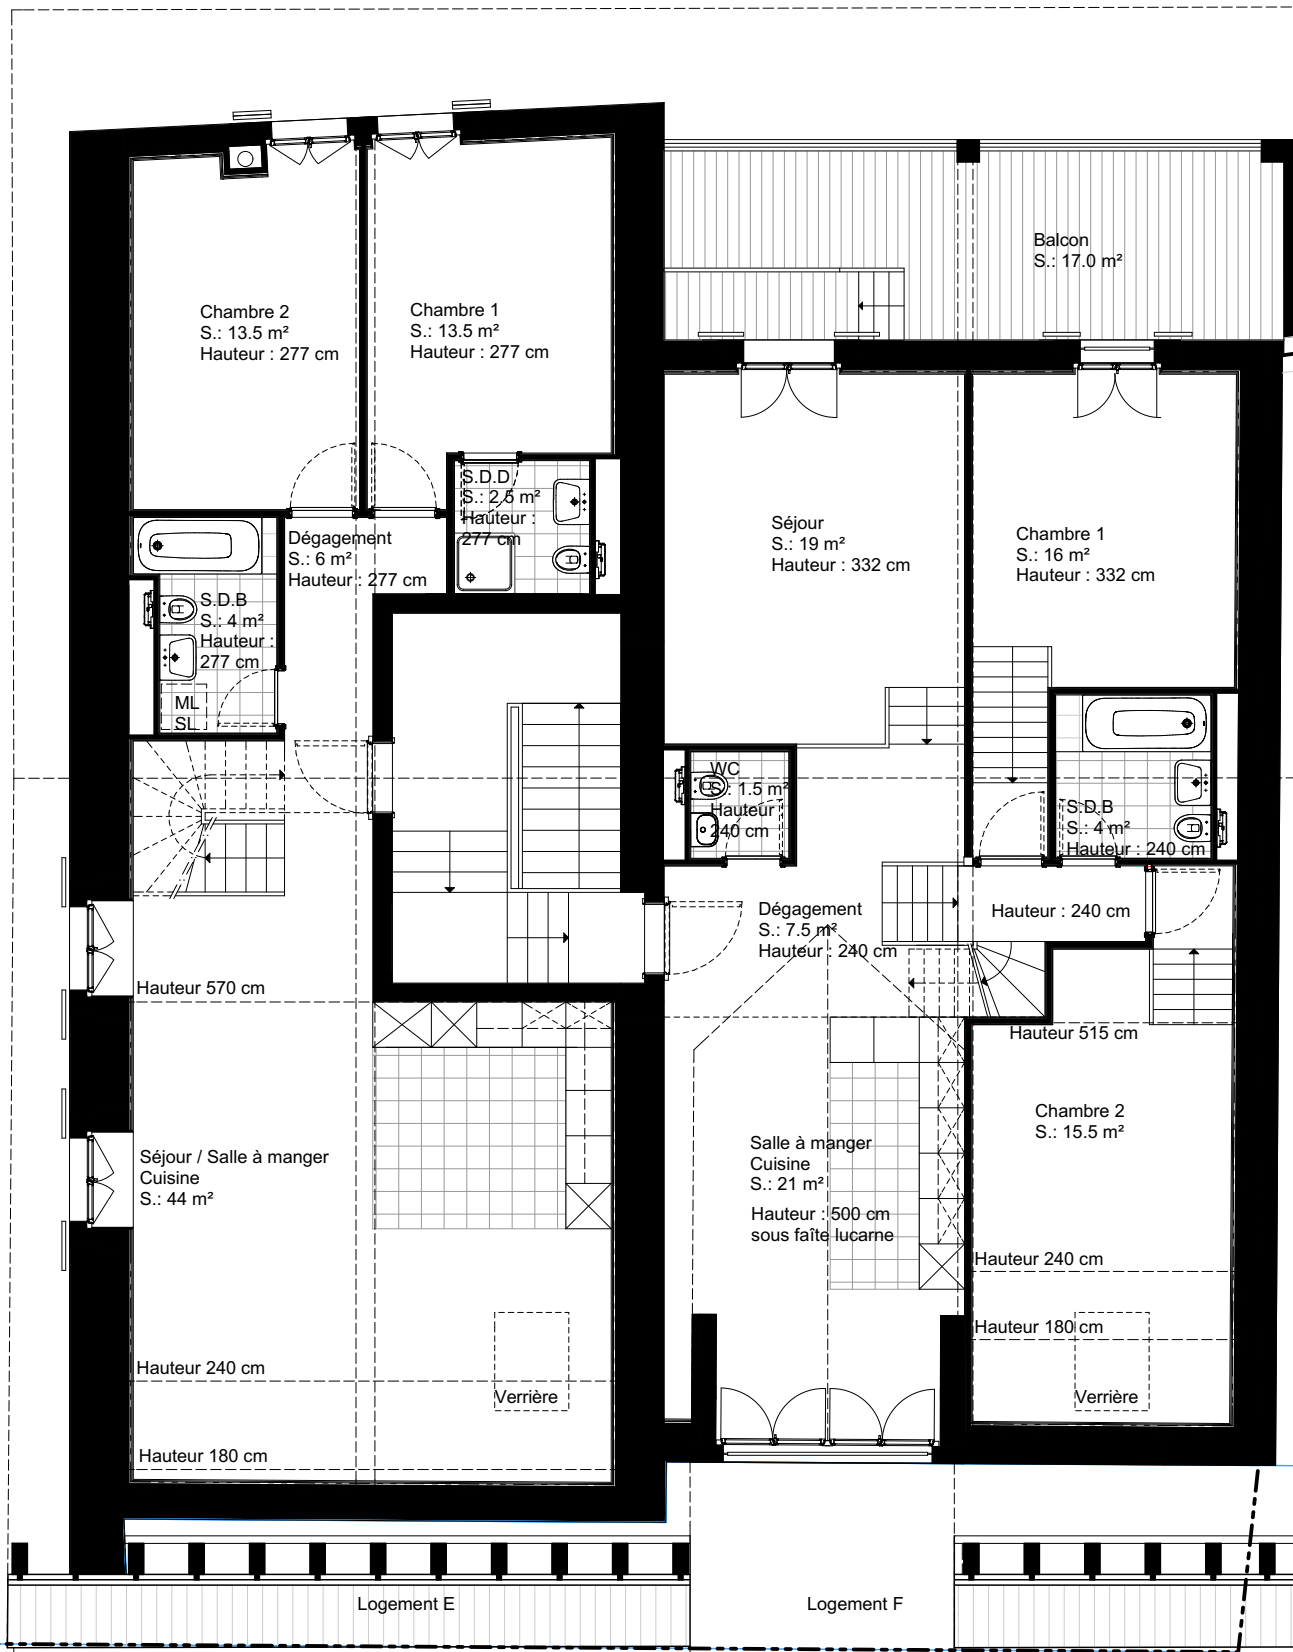 Balcon
S.: 17.0 m²
Chambre 2
S.: 13.5 m²
Hauteur : 277 cm
Chambre 1
S.: 13.5 m²
Hauteur : 277 cm
S.D.D
S.: 2.5 m²
Hauteur :
277 cm
Dégagement
S.: 6 m²
Hauteur : 277 cm
S.D.B
S.: 4 m²
Hauteur :
277 cm
ML
SL
Séjour
S.: 19 m²
Hauteur : 332 cm
Chambre 1
S.: 16 m²
Hauteur : 332 cm
WC
S.: 1.5 m²
Hauteur
240 cm
S.D.B
S.: 4 m²
Hauteur : 240 cm
Dégagement
S.: 7.5 m²
Hauteur : 240 cm
Hauteur : 240 cm
Hauteur 570 cm
Hauteur 515 cm
Séjour / Salle à manger
Cuisine
S.: 44 m²
Salle à manger
Cuisine
S.: 21 m²
Hauteur : 500 cm
sous faîte lucarne
Chambre 2
S.: 15.5 m²
Hauteur 240 cm
Hauteur 180 cm
Verrière
Hauteur 240 cm
Verrière
Hauteur 180 cm
Logement E
Logement F